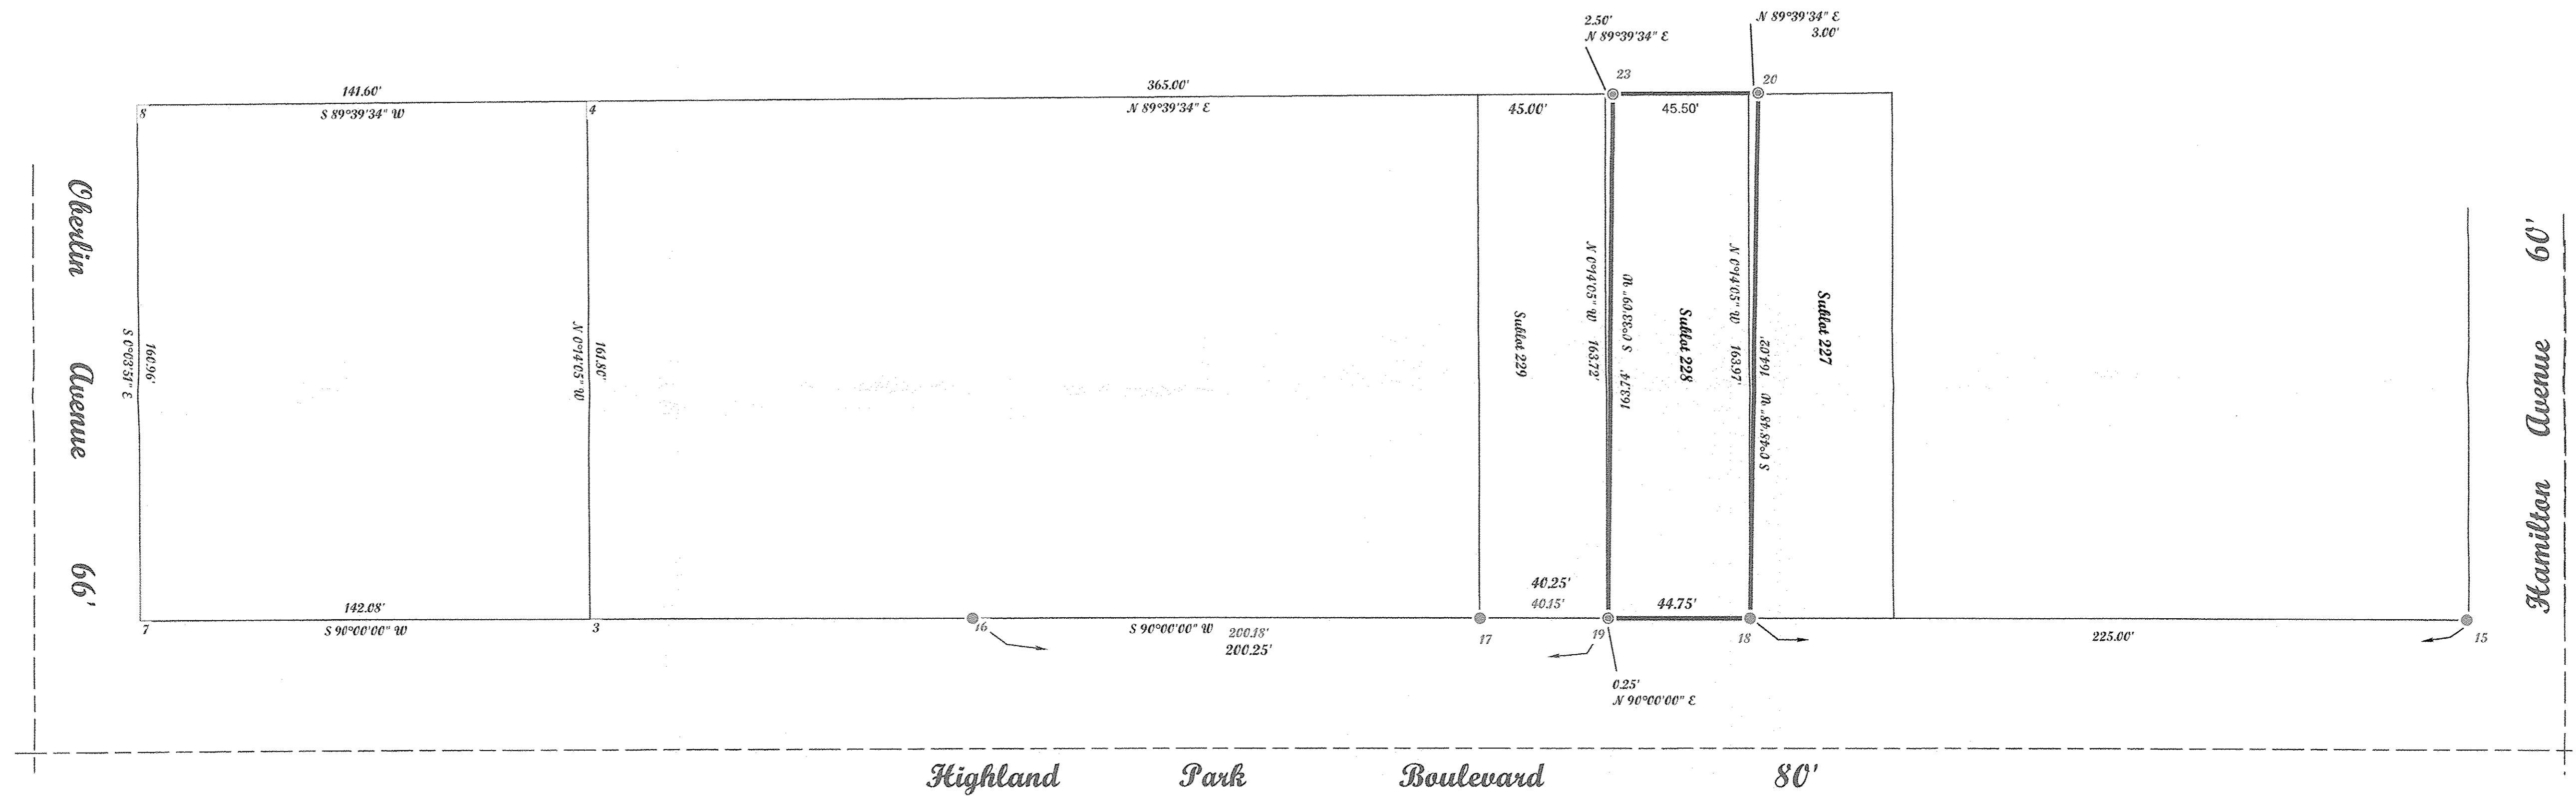 2.50'
N 89°39'34" E
N 89°39'34" E
3.00'
23
20
141.60'
S 89°39'34" W
365.00'
N 89°39'34" E
45.00'
45.50'
8
4
Oberlin Avenue 66'
S 0°03'51" E
160.96'
N 0°14'05" W
161.80'
Sublot 229
N 0°14'05" W 163.72'
S 0°33'09" W 163.74'
Sublot 228
N 0°14'05" W 163.97'
S 0°48'48" W 164.02'
Sublot 227
Hamilton Avenue 60'
40.25'
40.15'
44.75'
142.08'
S 90°00'00" W
7
3
16
S 90°00'00" W
200.18'
200.25'
17
19
18
225.00'
15
0.25'
N 90°00'00" E
Highland Park Boulevard 80'